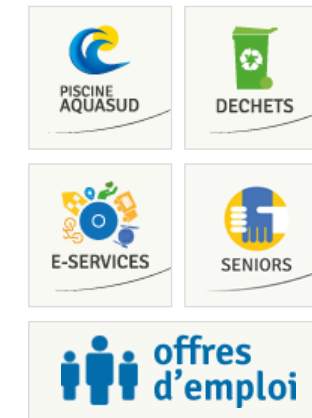 PISCINE
AQUASUD
DECHETS
E-SERVICES
SENIORS
offres
d'emploi